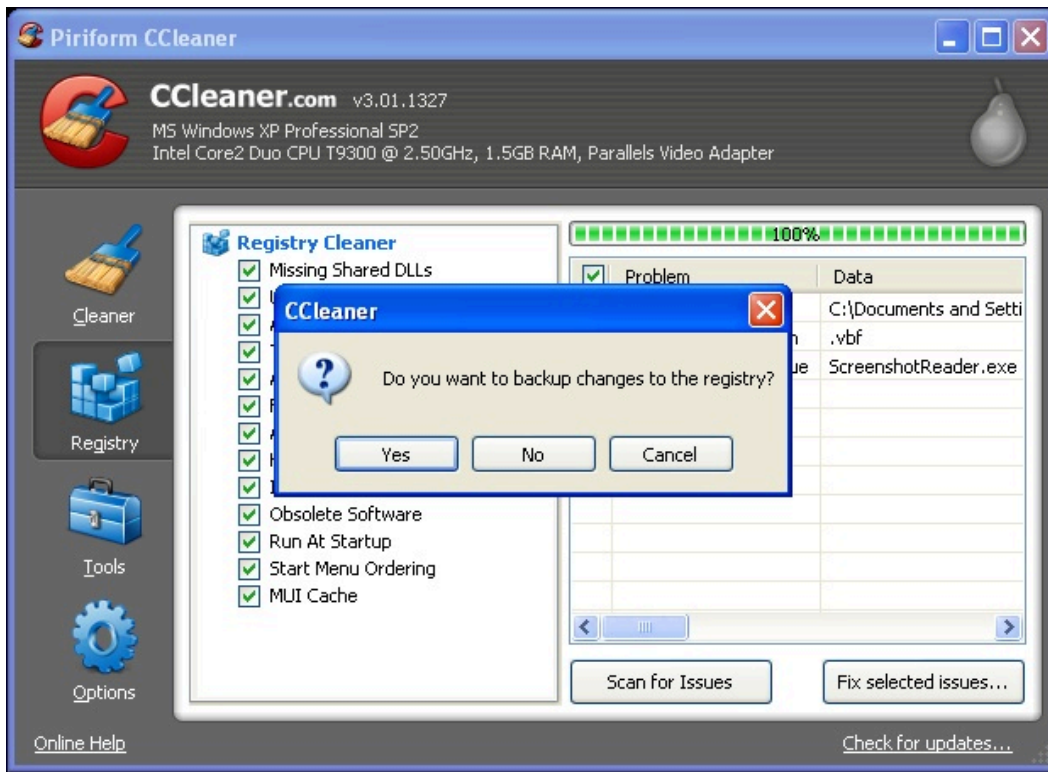 Piriform CCleaner
CCleaner.com v3.01.1327
MS Windows XP Professional SP2
Intel Core2 Duo CPU T9300 @ 2.50GHz, 1.5GB RAM, Parallels Video Adapter
Cleaner
Registry
Tools
Options
Registry Cleaner
Missing Shared DLLs
Obsolete Software
Run At Startup
Start Menu Ordering
MUI Cache
100%
Problem Data
C:\Documents and Setti
.vbf
ScreenshotReader.exe
CCleaner
Do you want to backup changes to the registry?
Yes No Cancel
Scan for Issues Fix selected issues...
Online Help Check for updates...